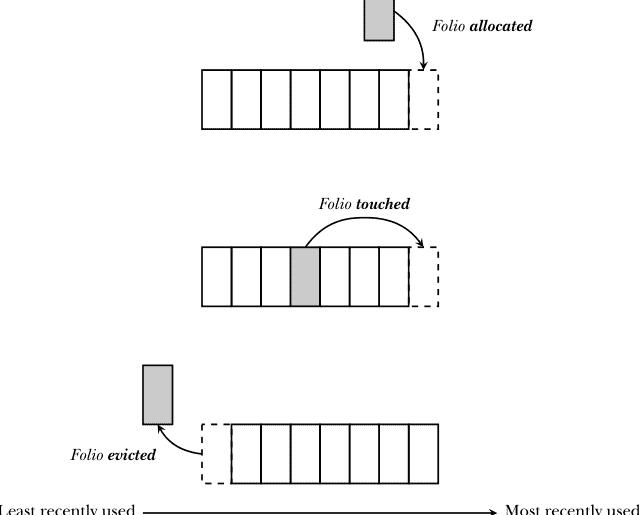 Folio allocated
Folio touched
Folio evicted
Least recently used
Most recently used